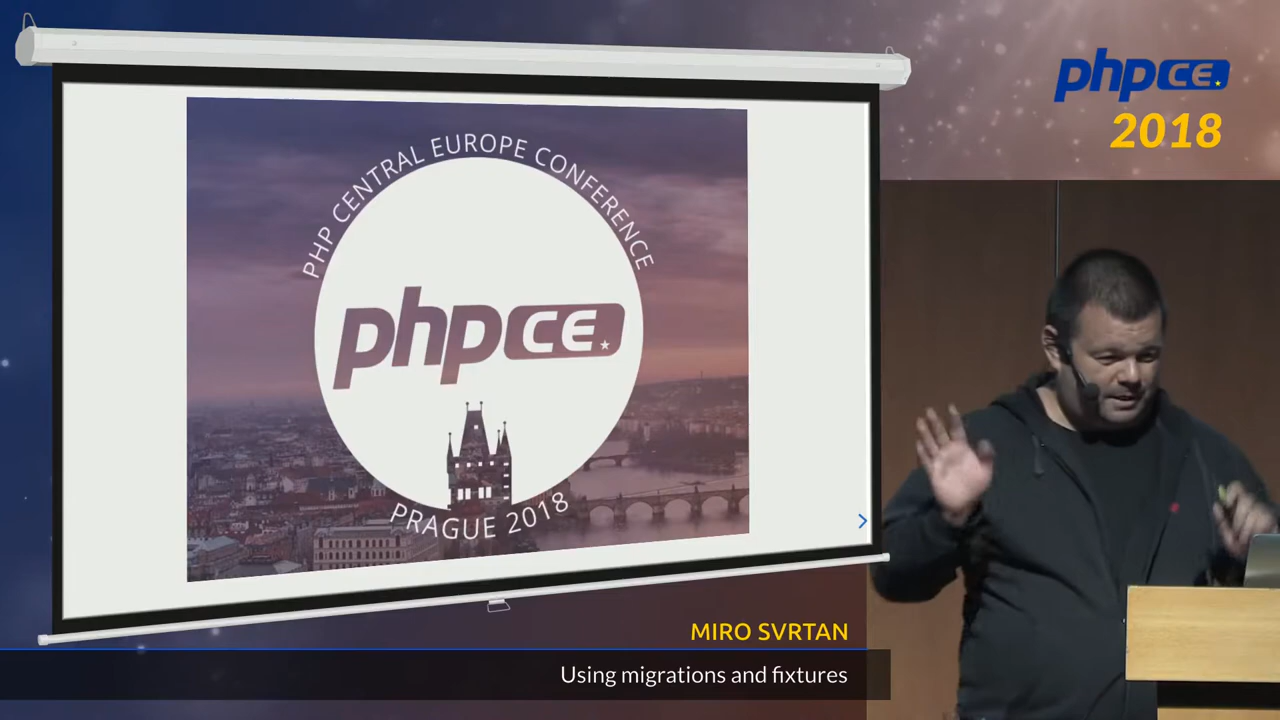 phpCE.
2018
PHP CENTRAL EUROPE CONFERENCE
phpCE.
PRAGUE 2018
MIRO SVRTAN
Using migrations and fixtures